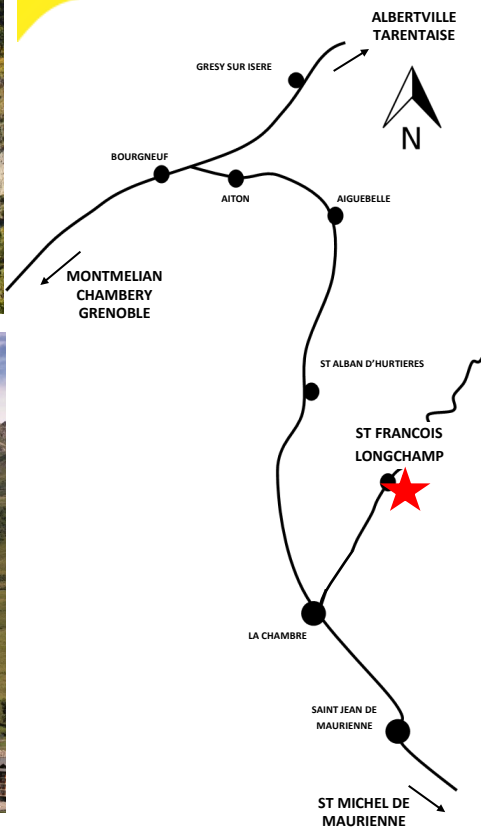 ALBERTVILLE
TARENTAISE
GRESY SUR ISERE
N
BOURGNEUF
AITON
AIGUEBELLE
MONTMELIAN
CHAMBERY
GRENOBLE
ST ALBAN D'HURTIERES
ST FRANCOIS
LONGCHAMP
LA CHAMBRE
SAINT JEAN DE
MAURIENNE
ST MICHEL DE
MAURIENNE